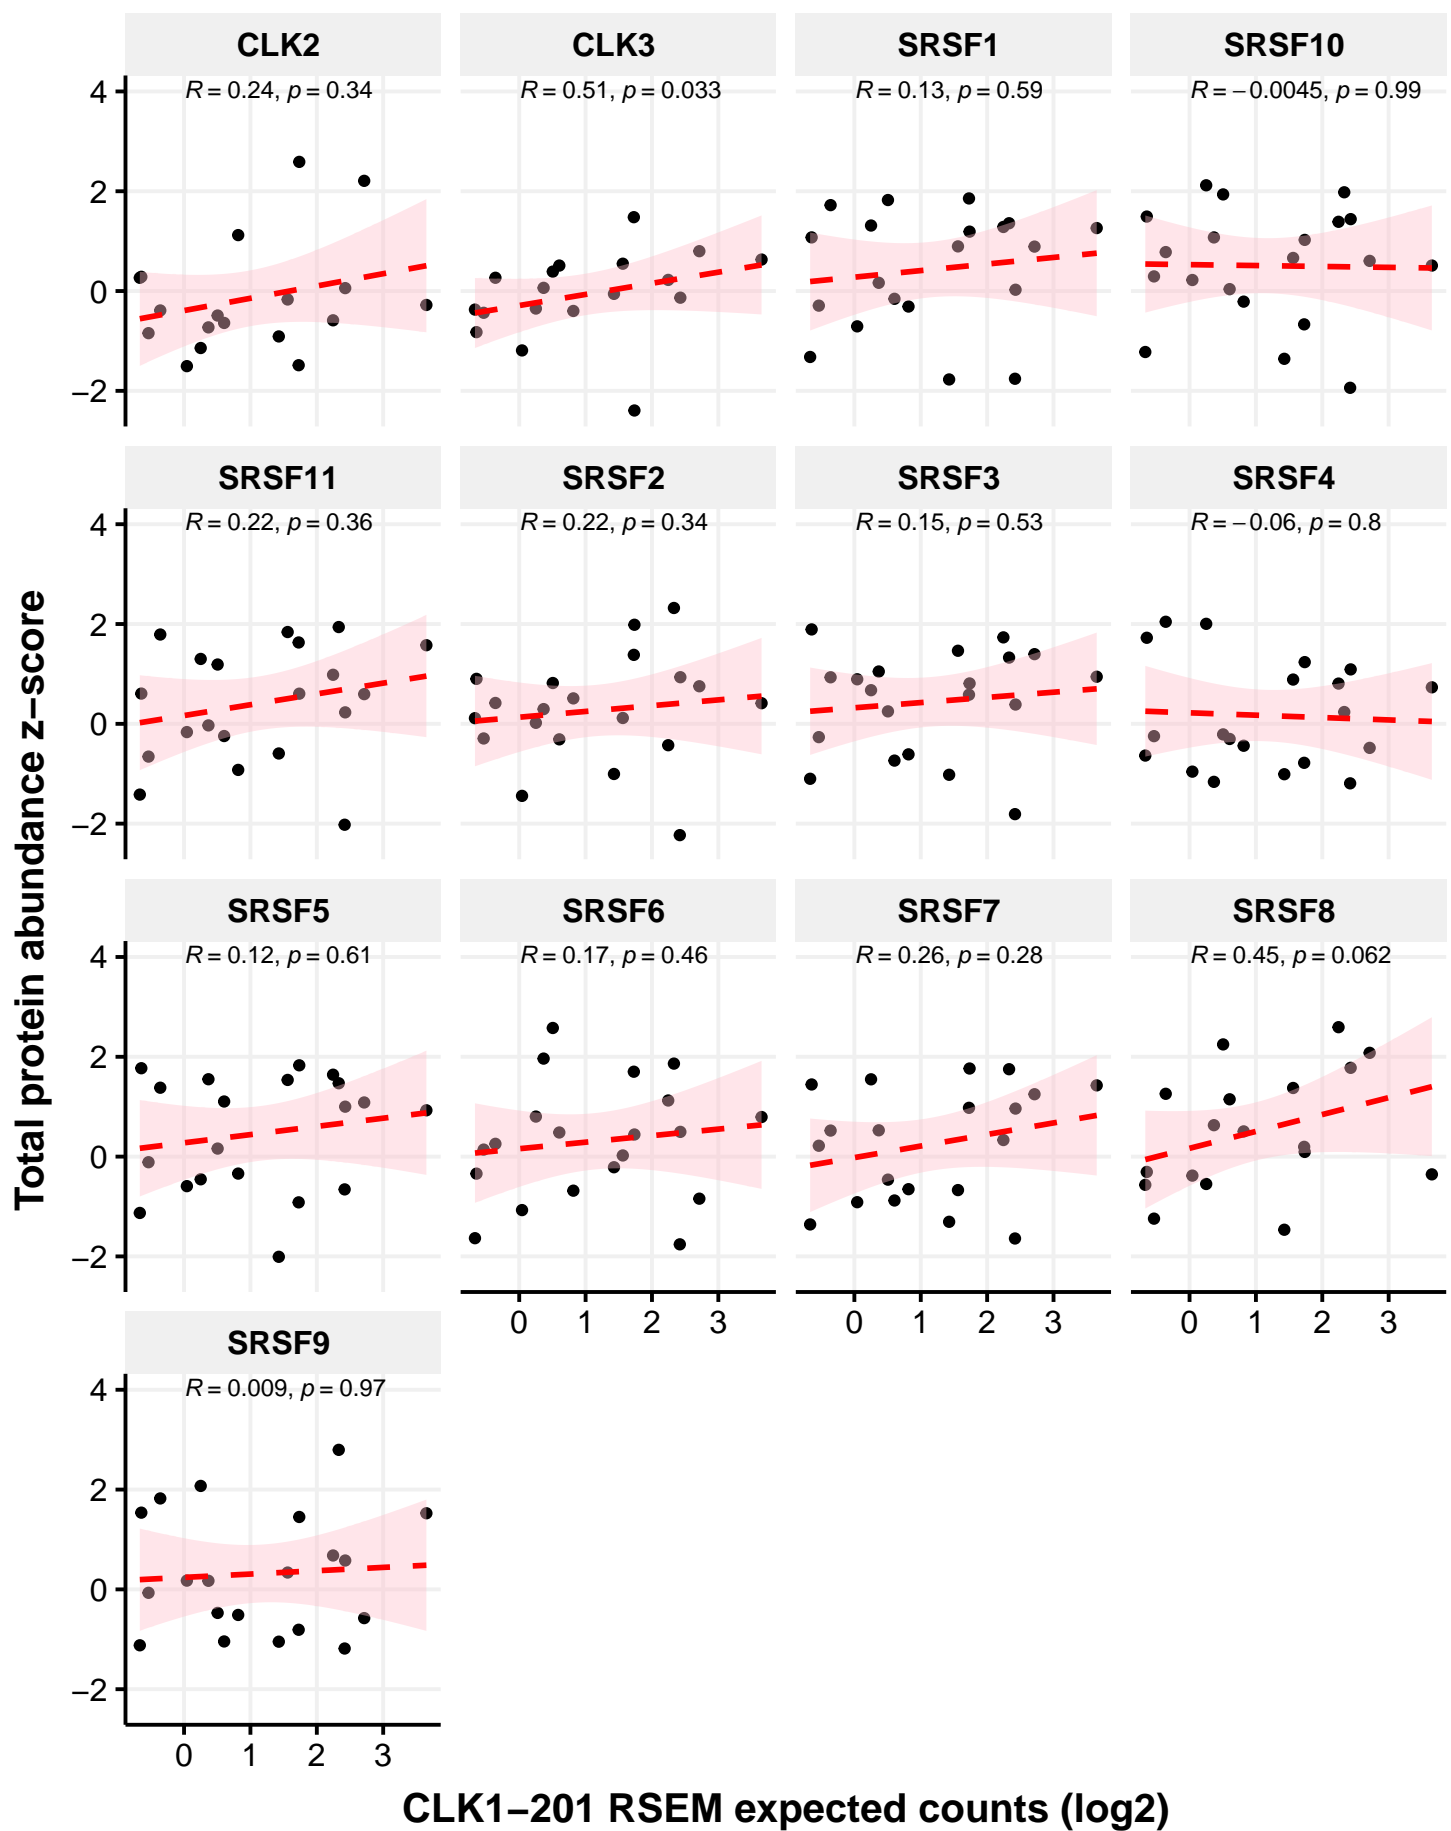 CLK2 CLK3 SRSF1 SRSF10
R = 0.24, p = 0.34 R = 0.51, p = 0.033 R = 0.13, p = 0.59 R = −0.0045, p = 0.99
4
2
0
−2
SRSF11 SRSF2 SRSF3 SRSF4
R = 0.22, p = 0.36 R = 0.22, p = 0.34 R = 0.15, p = 0.53 R = −0.06, p = 0.8
4
2
0
−2
SRSF5 SRSF6 SRSF7 SRSF8
R = 0.12, p = 0.61 R = 0.17, p = 0.46 R = 0.26, p = 0.28 R = 0.45, p = 0.062
4
2
0
−2
0 1 2 3 0 1 2 3 0 1 2 3
SRSF9
R = 0.009, p = 0.97
4
2
0
−2
0 1 2 3
Total protein abundance z−score
CLK1−201 RSEM expected counts (log2)